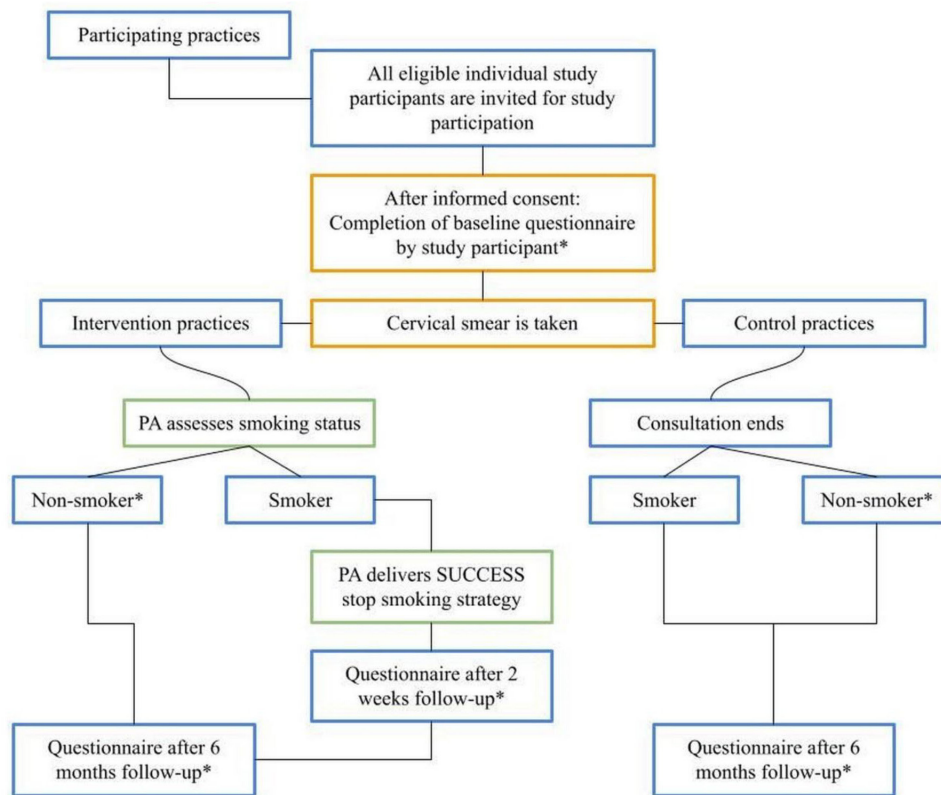 Participating practices
All eligible individual study
participants are invited for study
participation
After informed consent:
Completion of baseline questionnaire
by study participant*
Intervention practices
Cervical smear is taken
Control practices
PA assesses smoking status
Consultation ends
Non-smoker*
Smoker
Smoker
Non-smoker*
PA delivers SUCCESS
stop smoking strategy
Questionnaire after 2
weeks follow-up*
Questionnaire after 6
months follow-up*
Questionnaire after 6
months follow-up*